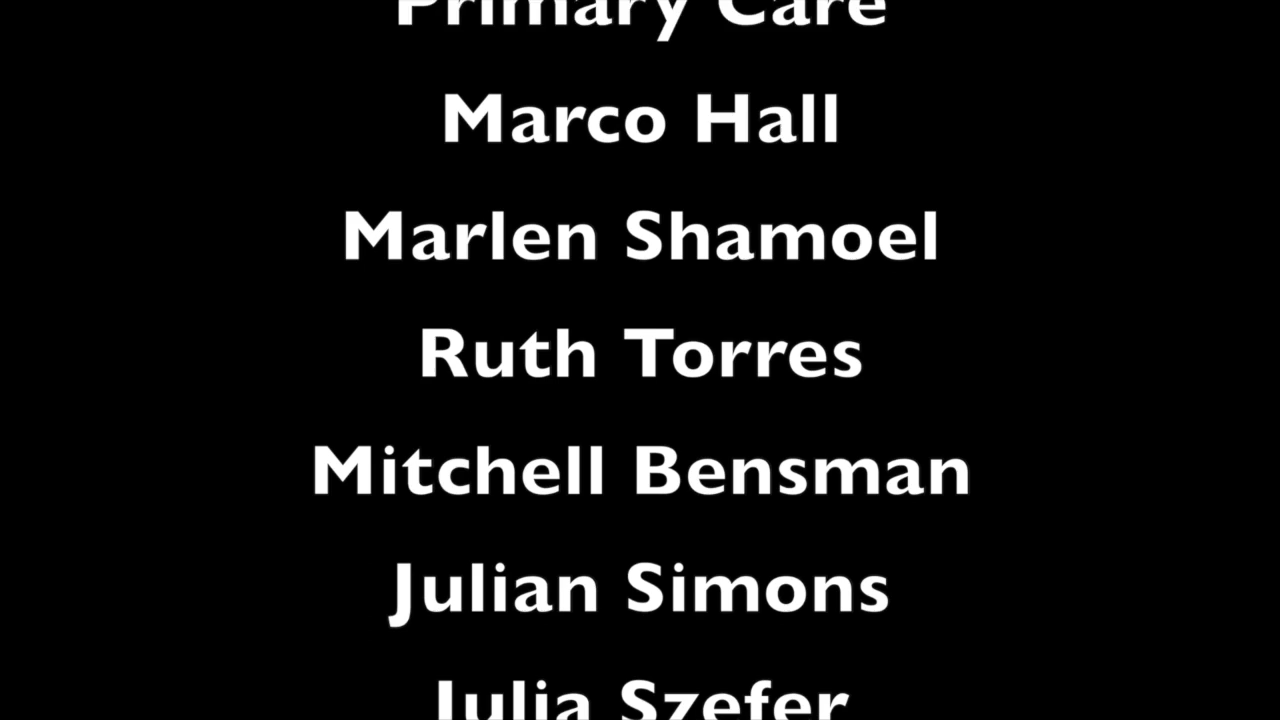 Primary Care
Marco Hall
Marlen Shamoel
Ruth Torres
Mitchell Bensman
Julian Simons
Julia Szefer